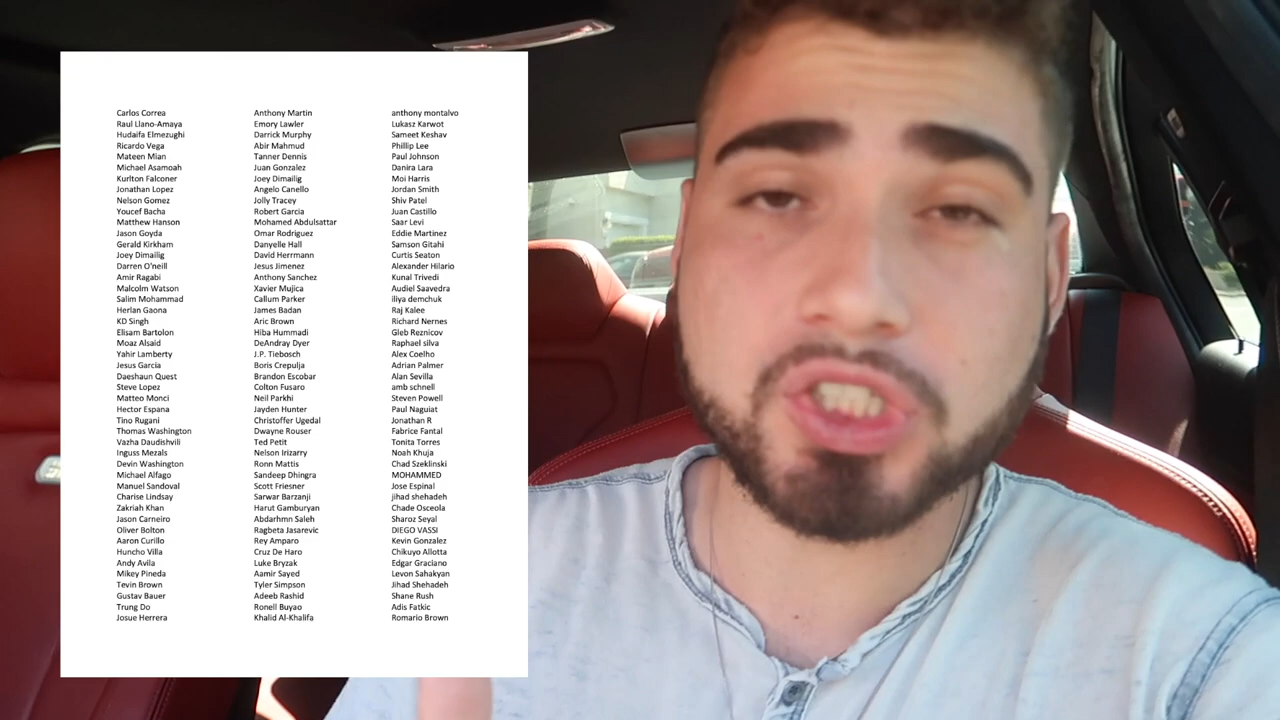 Carlos Correa
Raul Llano-Amaya
Hudaifa Elmezughi
Ricardo Vega
Mateen Mian
Michael Asamoah
Kurlton Falconer
Jonathan Lopez
Nelson Gomez
Youcef Bacha
Matthew Hanson
Jason Goyda
Gerald Kirkham
Joey Dimailig
Darren O'neill
Amir Ragabi
Malcolm Watson
Salim Mohammad
Herlan Gaona
KD Singh
Elisam Bartolon
Moaz Alsaid
Yahir Lamberty
Jesus Garcia
Daeshaun Quest
Steve Lopez
Matteo Monci
Hector Espana
Tino Rugani
Thomas Washington
Vazha Daudishvili
Inguss Mezals
Devin Washington
Michael Alfago
Manuel Sandoval
Charise Lindsay
Zakriah Khan
Jason Carneiro
Oliver Bolton
Aaron Curillo
Huncho Villa
Andy Avila
Mikey Pineda
Tevin Brown
Gustav Bauer
Trung Do
Josue Herrera
Anthony Martin
Emory Lawler
Darrick Murphy
Abir Mahmud
Tanner Dennis
Juan Gonzalez
Joey Dimailig
Angelo Canello
Jolly Tracey
Robert Garcia
Mohamed Abdulsattar
Omar Rodriguez
Danyelle Hall
David Herrmann
Jesus Jimenez
Anthony Sanchez
Xavier Mujica
Callum Parker
James Badan
Aric Brown
Hiba Hummadi
DeAndray Dyer
J.P. Tiebosch
Boris Crepulja
Brandon Escobar
Colton Fusaro
Neil Parkhi
Jayden Hunter
Christoffer Ugedal
Dwayne Rouser
Ted Petit
Nelson Irizarry
Ronn Mattis
Sandeep Dhingra
Scott Friesner
Sarwar Barzanji
Harut Gamburyan
Abdarhmn Saleh
Ragbeta Jasarevic
Rey Amparo
Cruz De Haro
Luke Bryzak
Aamir Sayed
Tyler Simpson
Adeeb Rashid
Ronell Buyao
Khalid Al-Khalifa
anthony montalvo
Lukasz Karwot
Sameet Keshav
Phillip Lee
Paul Johnson
Danira Lara
Moi Harris
Jordan Smith
Shiv Patel
Juan Castillo
Saar Levi
Eddie Martinez
Samson Gitahi
Curtis Seaton
Alexander Hilario
Kunal Trivedi
Audiel Saavedra
iliya demchuk
Raj Kalee
Richard Nernes
Gleb Reznicov
Raphael silva
Alex Coelho
Adrian Palmer
Alan Sevilla
amb schnell
Steven Powell
Paul Naguiat
Jonathan R
Fabrice Fantal
Tonita Torres
Noah Khuja
Chad Szeklinski
MOHAMMED
Jose Espinal
jihad shehadeh
Chade Osceola
Sharoz Seyal
DIEGO VASSI
Kevin Gonzalez
Chikuyo Allotta
Edgar Graciano
Levon Sahakyan
Jihad Shehadeh
Shane Rush
Adis Fatkic
Romario Brown